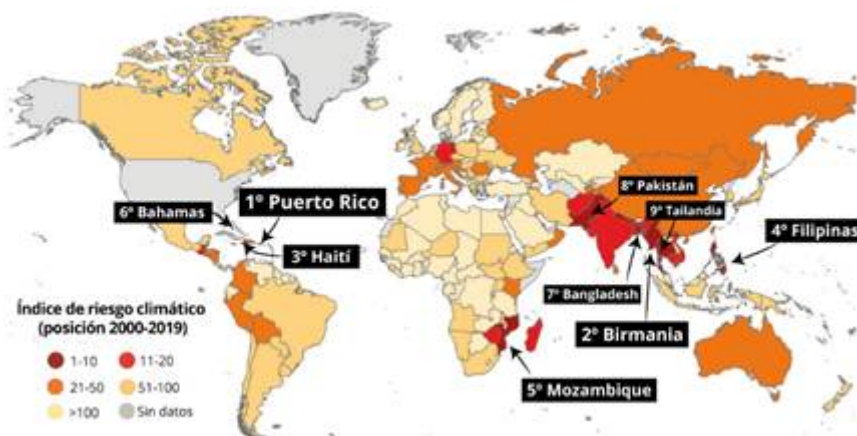 6º Bahamas
1º Puerto Rico
3º Haití
8º Pakistán
9º Tailandia
4º Filipinas
7º Bangladesh
2º Birmania
5º Mozambique
Índice de riesgo climático
(posición 2000-2019)
1-10
11-20
21-50
51-100
>100
Sin datos